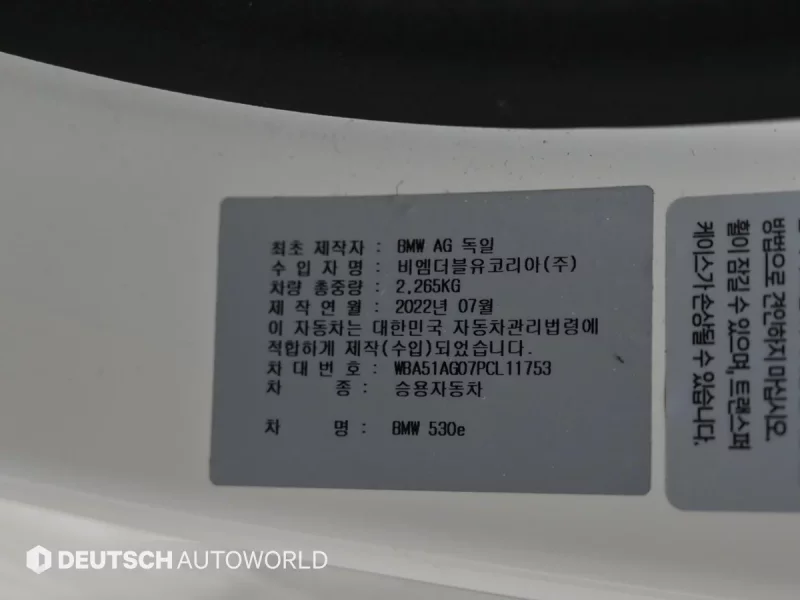 최초 제작자 : BMW AG 독일
수 입 자 명 : 비엠더블유코리아(주)
차량 총중량 : 2,265KG
제 작 연 월 : 2022년 07월
이 자동차는 대한민국 자동차관리법령에
적합하게 제작(수입)되었습니다.
차 대 번 호 : WBA51AG07PCL11753
차 종 : 승용자동차
차 명 : BMW 530e
방법으로 견인하지 마십시오.
휠이 잠길 수 있으며, 트랜스퍼
케이스가 손상될 수 있습니다.
DEUTSCH AUTOWORLD